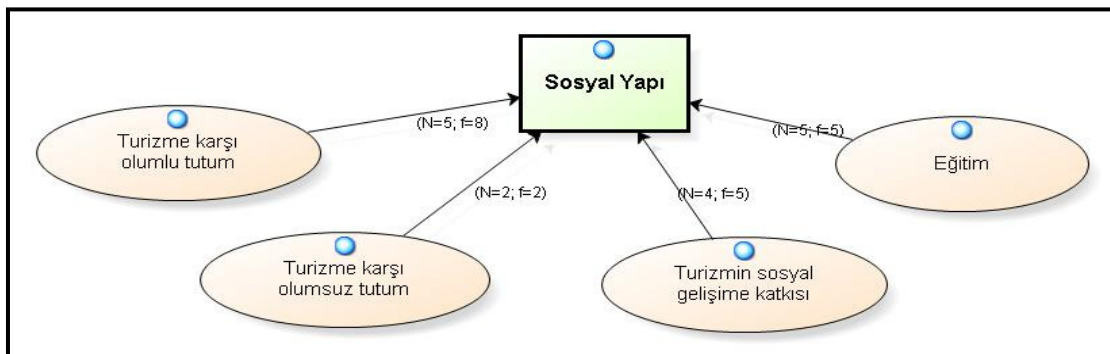 Sosyal Yapı
(N=5; f=8)
(N=5; f=5)
Turizme karşı
olumlu tutum
Eğitim
(N=2; f=2)
(N=4; f=5)
Turizme karşı
olumsuz tutum
Turizmin sosyal
gelişime katkısı